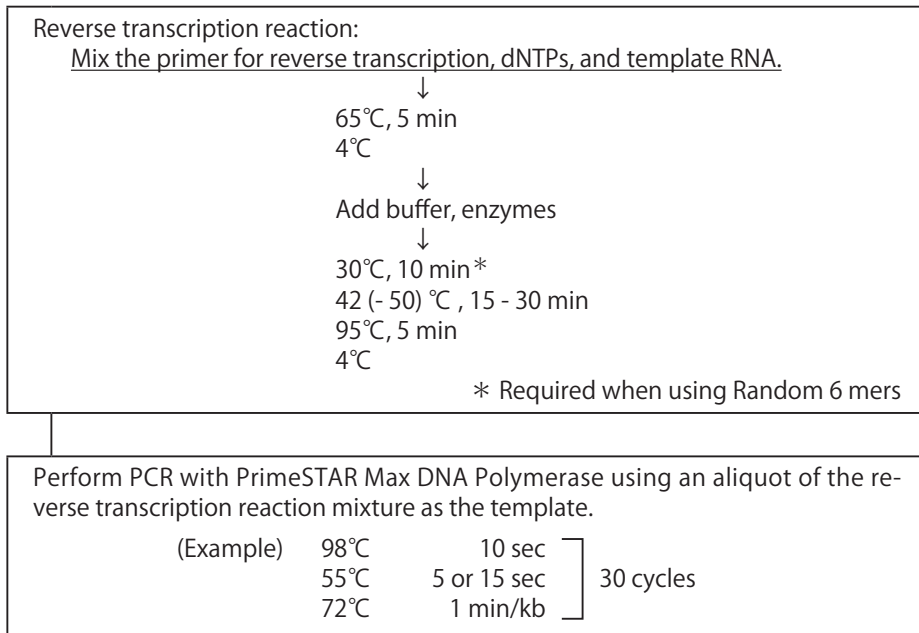 Reverse transcription reaction:
Mix the primer for reverse transcription, dNTPs, and template RNA.
↓
65℃, 5 min
4℃
↓
Add buffer, enzymes
↓
30℃, 10 min＊
42 (- 50) ℃ , 15 - 30 min
95℃, 5 min
4℃
＊ Required when using Random 6 mers
Perform PCR with PrimeSTAR Max DNA Polymerase using an aliquot of the re-
verse transcription reaction mixture as the template.
(Example) 98℃ 10 sec
55℃ 5 or 15 sec 30 cycles
72℃ 1 min/kb